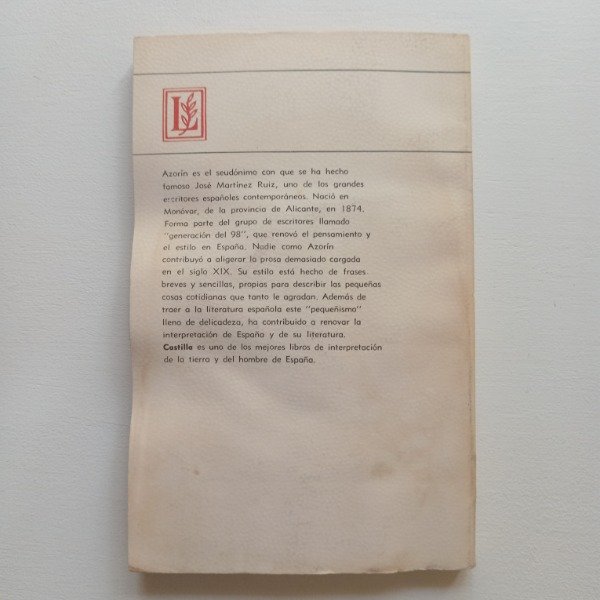 L
Azorín es el seudónimo con que se ha hecho
famoso José Martínez Ruiz, uno de los grandes
escritores españoles contemporáneos. Nació en
Monóvar, de la provincia de Alicante, en 1874.
Forma parte del grupo de escritores llamado
"generación del 98", que renovó el pensamiento y
el estilo en España. Nadie como Azorín
contribuyó a aligerar la prosa demasiado cargada
en el siglo XIX. Su estilo está hecho de frases
breves y sencillas, propias para describir las pequeñas
cosas cotidianas que tanto le agradan. Además de
traer a la literatura española este "pequeñismo"
lleno de delicadeza, ha contribuido a renovar la
interpretación de España y de su literatura.
Castilla es uno de los mejores libros de interpretación
de la tierra y del hombre de España.